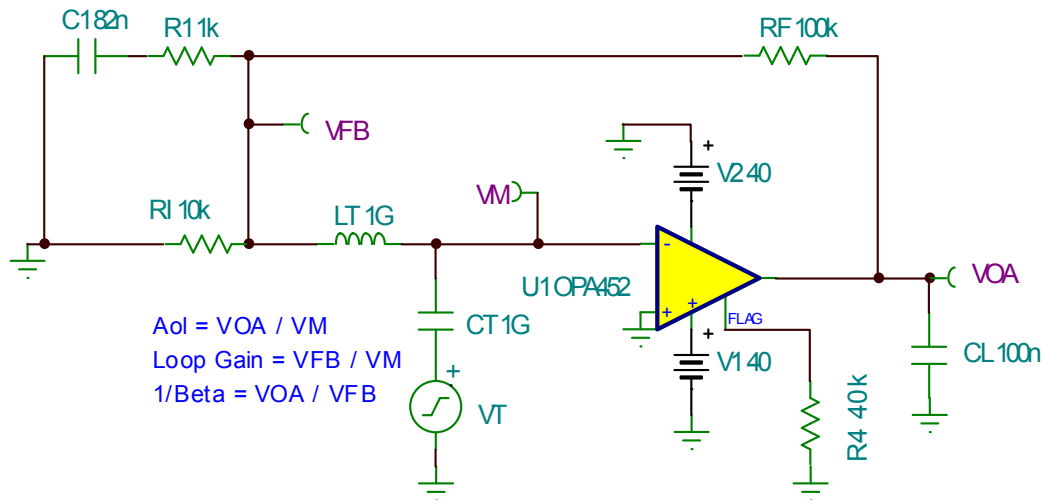 C1 82n
R1 1k
RF 100k
VFB
V2 40
+
VM
RI 10k
LT 1G
-
U1 OPA452
+
+
FLAG
VOA
Aol = VOA / VM
Loop Gain = VFB / VM
1/Beta = VOA / VFB
CT 1G
+
VT
+
V1 40
CL 100n
R4 40k